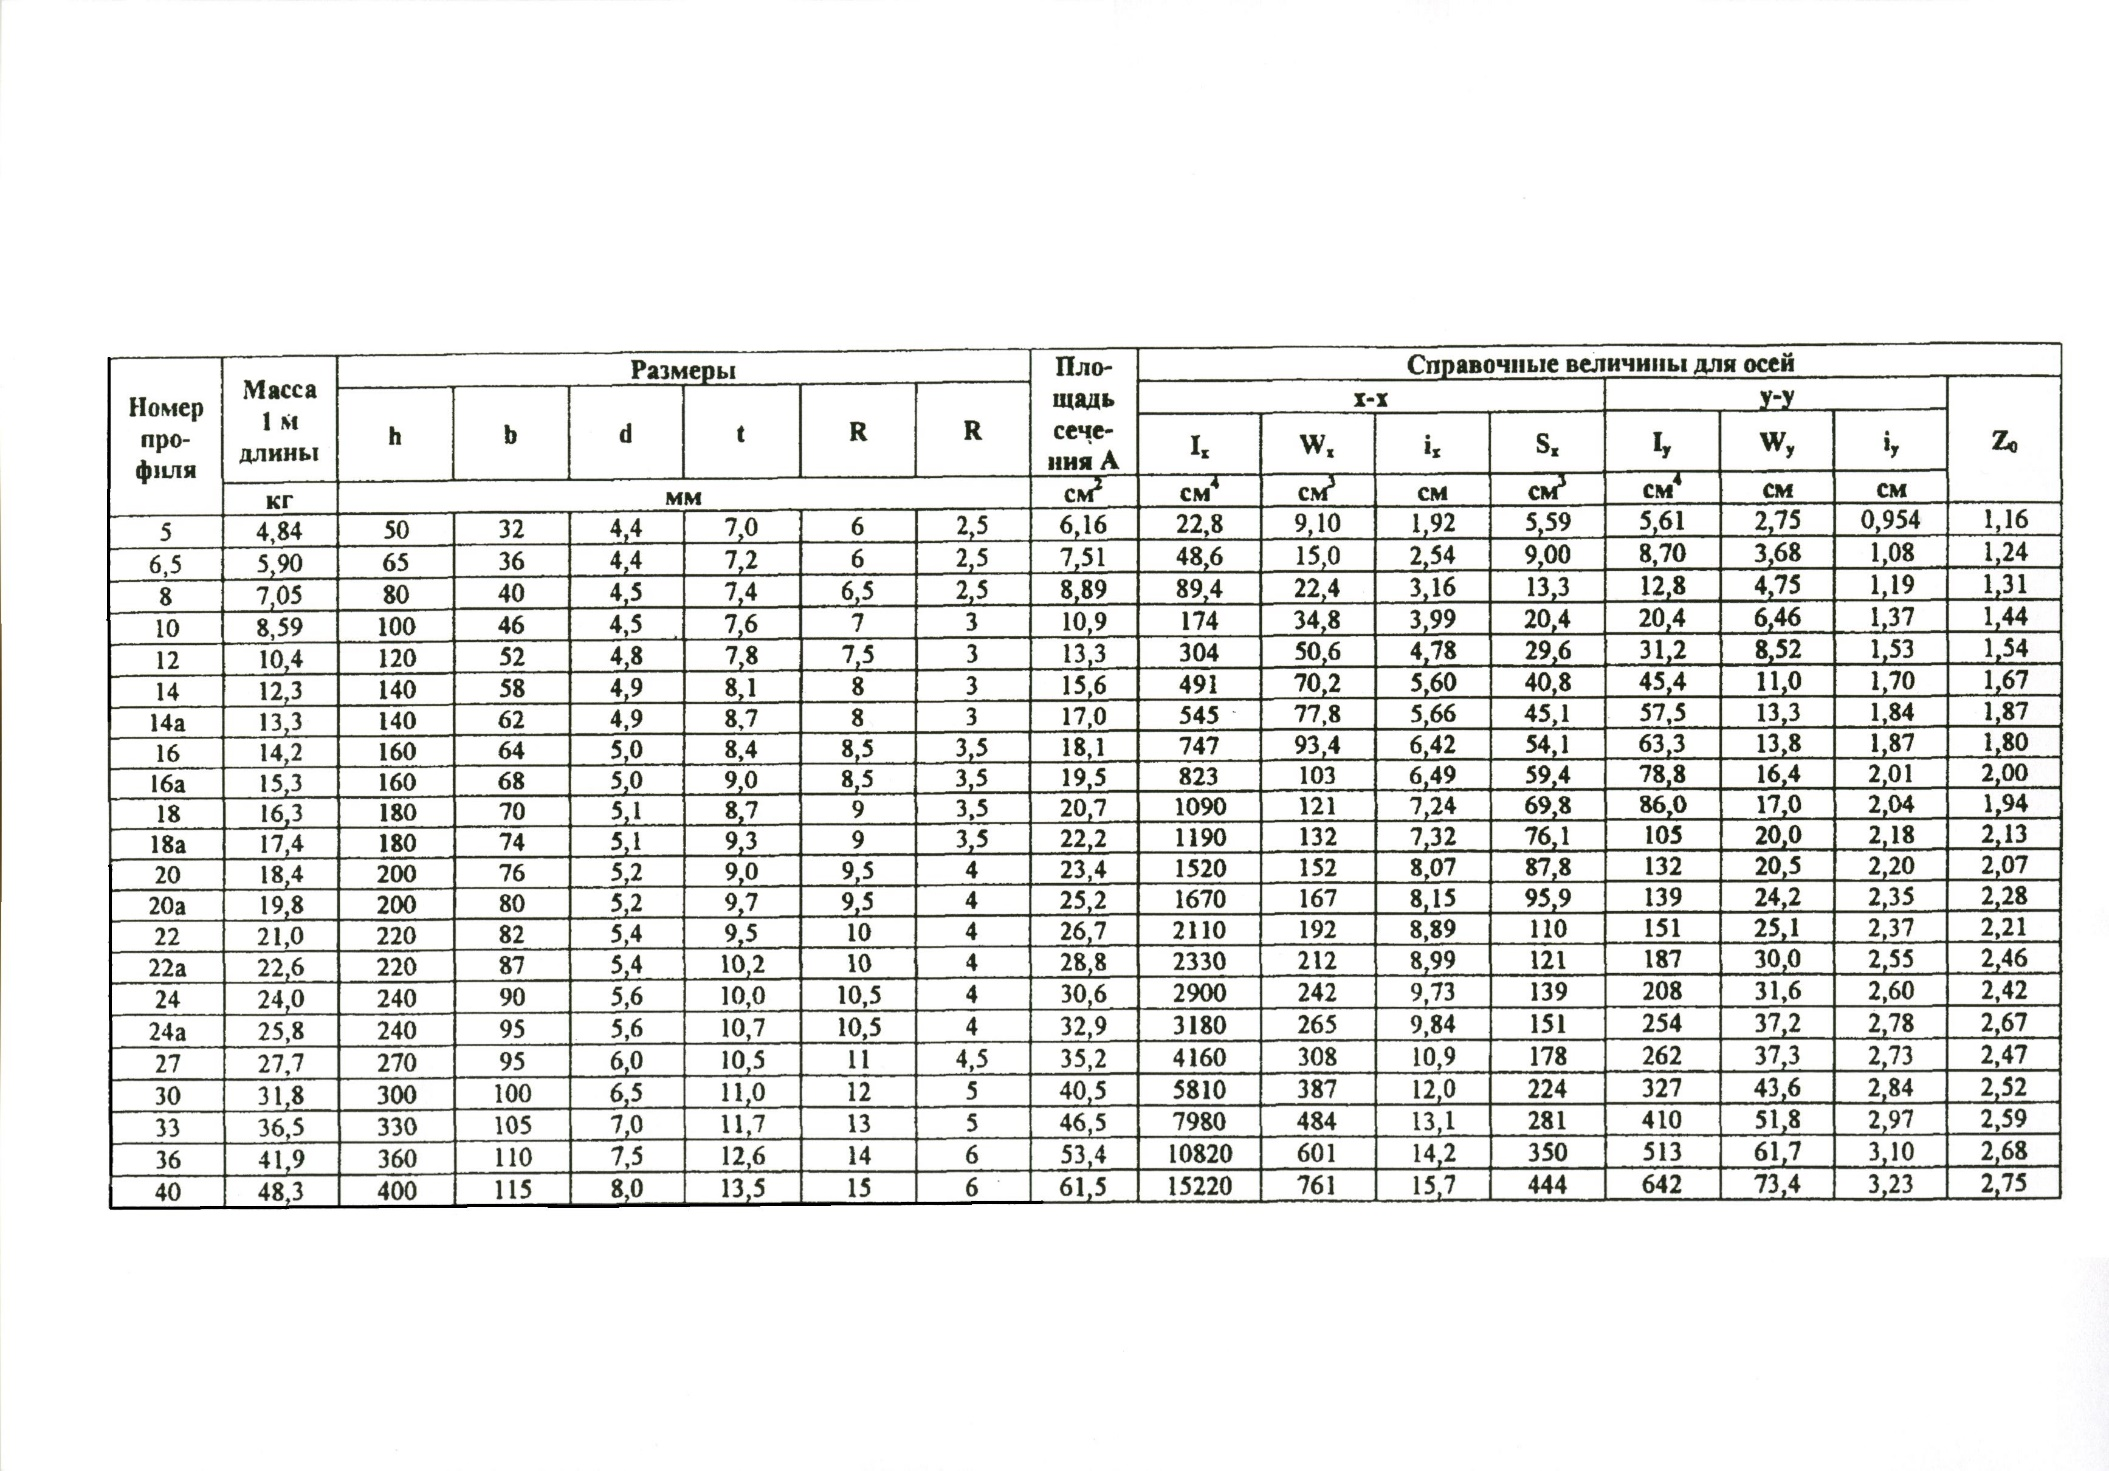 Номер про- филя Масса 1 м длины Размеры Пло- щадь сече- ния А Справочные величины для осей
x-x y-y
h b d t R R Iₓ Wₓ iₓ Sₓ Iᵧ Wᵧ iᵧ Z₀
кг мм см² см⁴ см³ см см³ см⁴ см см
5 4,84 50 32 4,4 7,0 6 2,5 6,16 22,8 9,10 1,92 5,59 5,61 2,75 0,954 1,16
6,5 5,90 65 36 4,4 7,2 6 2,5 7,51 48,6 15,0 2,54 9,00 8,70 3,68 1,08 1,24
8 7,05 80 40 4,5 7,4 6,5 2,5 8,89 89,4 22,4 3,16 13,3 12,8 4,75 1,19 1,31
10 8,59 100 46 4,5 7,6 7 3 10,9 174 34,8 3,99 20,4 20,4 6,46 1,37 1,44
12 10,4 120 52 4,8 7,8 7,5 3 13,3 304 50,6 4,78 29,6 31,2 8,52 1,53 1,54
14 12,3 140 58 4,9 8,1 8 3 15,6 491 70,2 5,60 40,8 45,4 11,0 1,70 1,67
14а 13,3 140 62 4,9 8,7 8 3 17,0 545 77,8 5,66 45,1 57,5 13,3 1,84 1,87
16 14,2 160 64 5,0 8,4 8,5 3,5 18,1 747 93,4 6,42 54,1 63,3 13,8 1,87 1,80
16а 15,3 160 68 5,0 9,0 8,5 3,5 19,5 823 103 6,49 59,4 78,8 16,4 2,01 2,00
18 16,3 180 70 5,1 8,7 9 3,5 20,7 1090 121 7,24 69,8 86,0 17,0 2,04 1,94
18а 17,4 180 74 5,1 9,3 9 3,5 22,2 1190 132 7,32 76,1 105 20,0 2,18 2,13
20 18,4 200 76 5,2 9,0 9,5 4 23,4 1520 152 8,07 87,8 132 20,5 2,20 2,07
20а 19,8 200 80 5,2 9,7 9,5 4 25,2 1670 167 8,15 95,9 139 24,2 2,35 2,28
22 21,0 220 82 5,4 9,5 10 4 26,7 2110 192 8,89 110 151 25,1 2,37 2,21
22а 22,6 220 87 5,4 10,2 10 4 28,8 2330 212 8,99 121 187 30,0 2,55 2,46
24 24,0 240 90 5,6 10,0 10,5 4 30,6 2900 242 9,73 139 208 31,6 2,60 2,42
24а 25,8 240 95 5,6 10,7 10,5 4 32,9 3180 265 9,84 151 254 37,2 2,78 2,67
27 27,7 270 95 6,0 10,5 11 4,5 35,2 4160 308 10,9 178 262 37,3 2,73 2,47
30 31,8 300 100 6,5 11,0 12 5 40,5 5810 387 12,0 224 327 43,6 2,84 2,52
33 36,5 330 105 7,0 11,7 13 5 46,5 7980 484 13,1 281 410 51,8 2,97 2,59
36 41,9 360 110 7,5 12,6 14 6 53,4 10820 601 14,2 350 513 61,7 3,10 2,68
40 48,3 400 115 8,0 13,5 15 6 61,5 15220 761 15,7 444 642 73,4 3,23 2,75